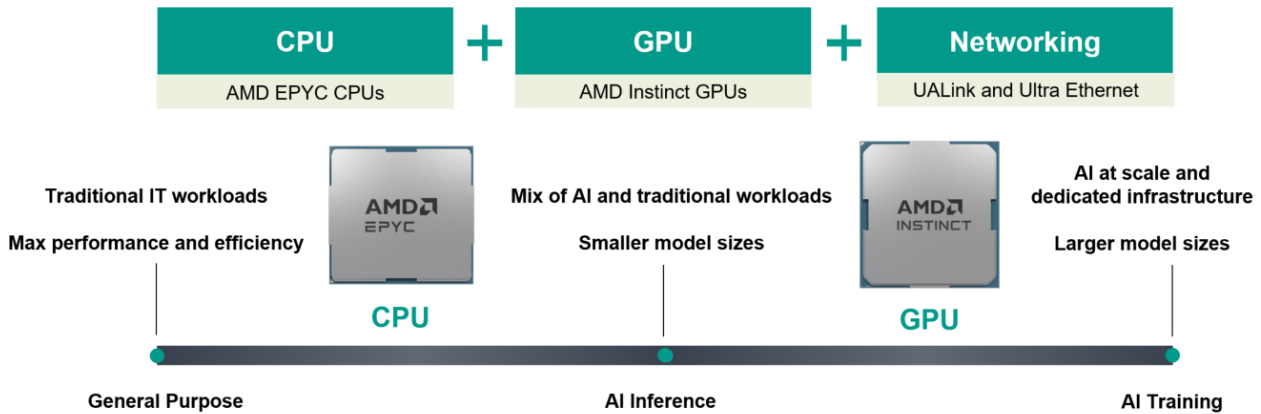 CPU
+
GPU
+
Networking
AMD EPYC CPUs
AMD Instinct GPUs
UALink and Ultra Ethernet
Traditional IT workloads
Max performance and efficiency
AMD
EPYC
CPU
Mix of AI and traditional workloads
Smaller model sizes
AMD
INSTINCT
GPU
AI at scale and
dedicated infrastructure
Larger model sizes
General Purpose
AI Inference
AI Training